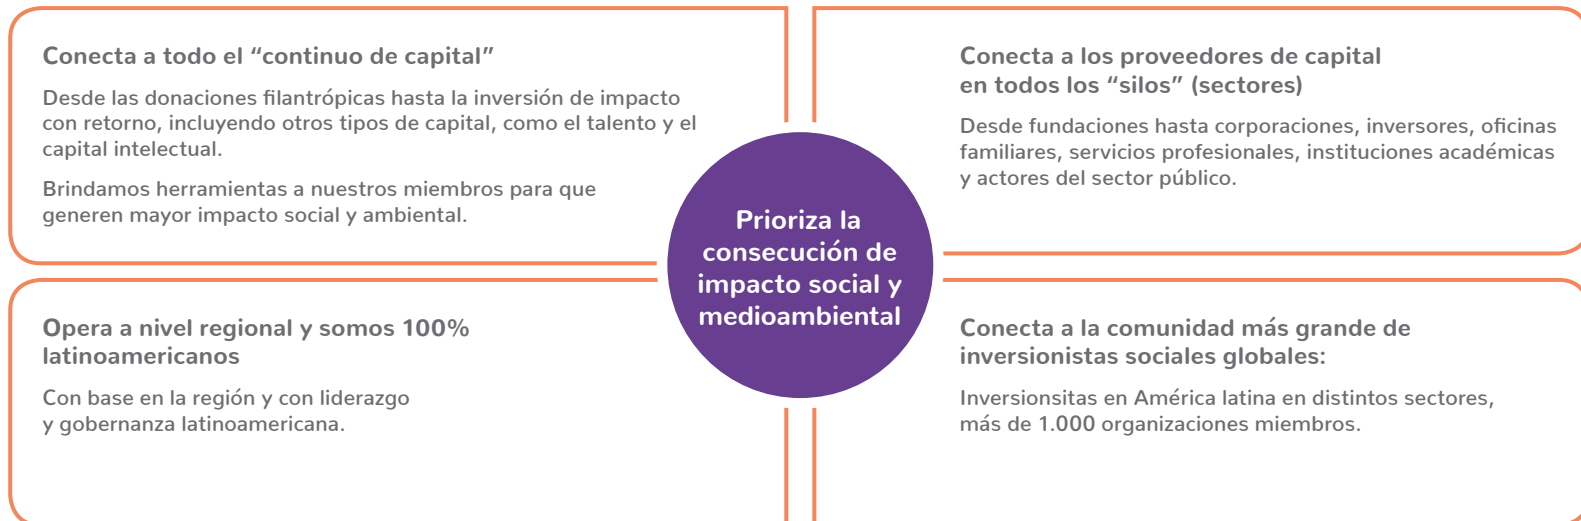 Conecta a todo el “continuo de capital”
Desde las donaciones filantrópicas hasta la inversión de impacto
con retorno, incluyendo otros tipos de capital, como el talento y el
capital intelectual.
Brindamos herramientas a nuestros miembros para que
generen mayor impacto social y ambiental.
Conecta a los proveedores de capital
en todos los “silos” (sectores)
Desde fundaciones hasta corporaciones, inversores, oficinas
familiares, servicios profesionales, instituciones académicas
y actores del sector público.
Prioriza la
consecución de
impacto social y
medioambiental
Opera a nivel regional y somos 100%
latinoamericanos
Con base en la región y con liderazgo
y gobernanza latinoamericana.
Conecta a la comunidad más grande de
inversionistas sociales globales:
Inversionsitas en América latina en distintos sectores,
más de 1.000 organizaciones miembros.